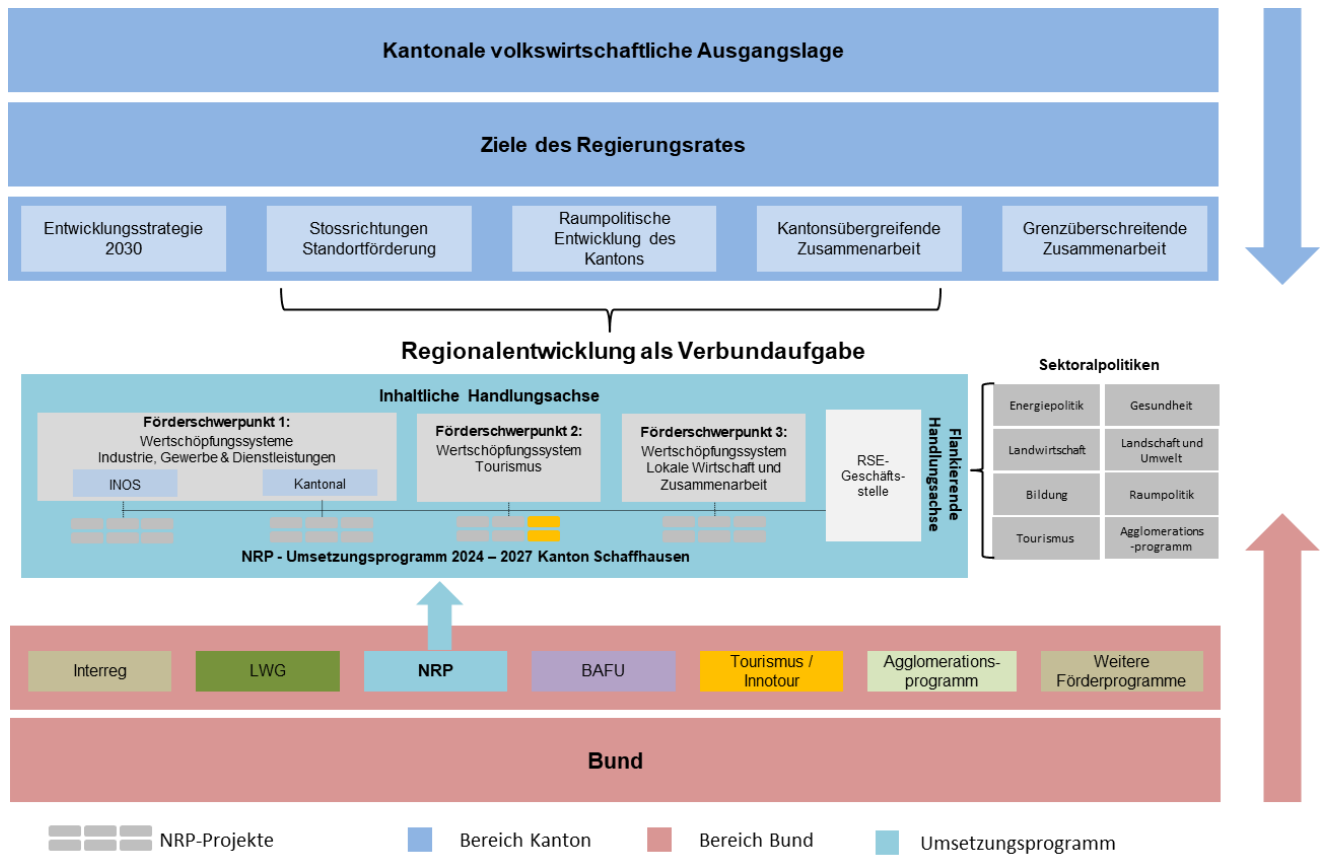 Kantonale volkswirtschaftliche Ausgangslage
Ziele des Regierungsrates
Entwicklungsstrategie
2030
Stossrichtungen
Standortförderung
Raumpolitische
Entwicklung des
Kantons
Kantonsübergreifende
Zusammenarbeit
Grenzüberschreitende
Zusammenarbeit
Regionalentwicklung als Verbundaufgabe
Inhaltliche Handlungsachse
Förderschwerpunkt 1:
Wertschöpfungssysteme
Industrie, Gewerbe & Dienstleistungen
INOS
Kantonal
Förderschwerpunkt 2:
Wertschöpfungssystem
Tourismus
Förderschwerpunkt 3:
Wertschöpfungssystem
Lokale Wirtschaft und
Zusammenarbeit
RSE-
Geschäfts-
stelle
Flankierende
Handlungsachse
NRP - Umsetzungsprogramm 2024 – 2027 Kanton Schaffhausen
Sektoralpolitiken
Energiepolitik
Gesundheit
Landwirtschaft
Landschaft und
Umwelt
Bildung
Raumpolitik
Tourismus
Agglomerations
-programm
Interreg
LWG
NRP
BAFU
Tourismus /
Innotour
Agglomerations-
programm
Weitere
Förderprogramme
Bund
NRP-Projekte
Bereich Kanton
Bereich Bund
Umsetzungsprogramm